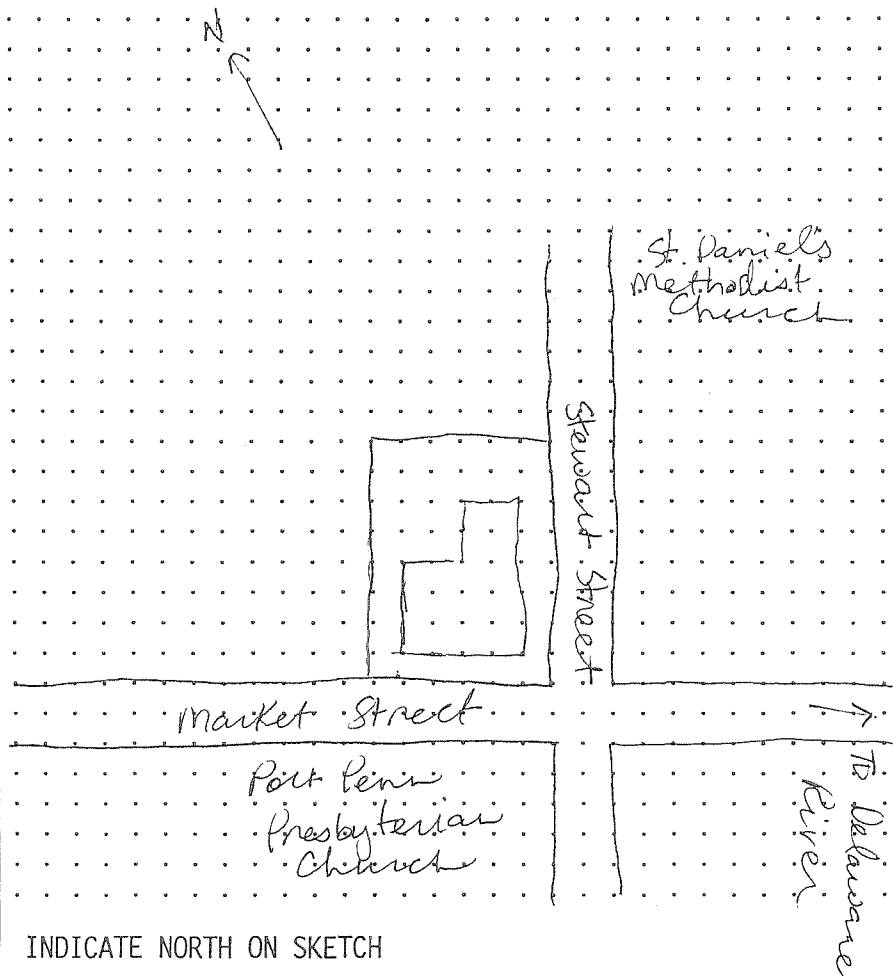 N
St. Daniel's
Methodist
Church
Stewart Street
Market Street
Port Penn
Presbyterian
Church
To Delaware
River
INDICATE NORTH ON SKETCH